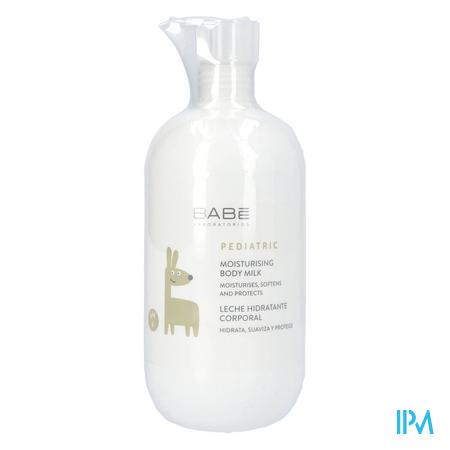 BABÉ
LABORATORIOS
PEDIATRIC
MOISTURISING
BODY MILK
MOISTURISES, SOFTENS
AND PROTECTS
LECHE HIDRATANTE
CORPORAL
HIDRATA, SUAVIZA Y PROTEGE
IPM